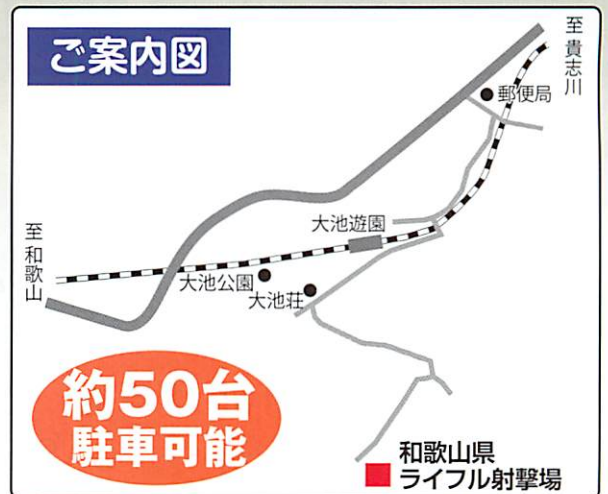 ご案内図
至貴志川
郵便局
大池遊園
至和歌山
大池公園
大池荘
約50台
駐車可能
和歌山県
ライフル射撃場